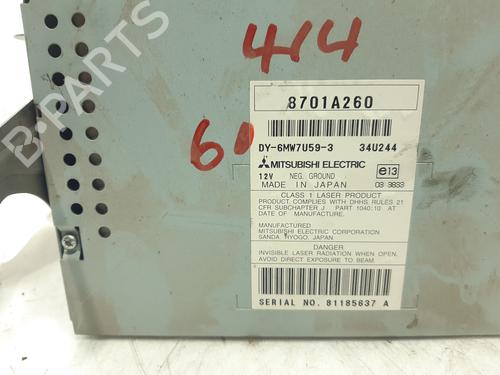 414
60
8701A260
DY-6MW7U59-3 34U244
MITSUBISHI ELECTRIC
12V NEG. GROUND e13
MADE IN JAPAN 03 3633
CLASS 1 LASER PRODUCT
PRODUCT COMPLIES WITH DHHS RULES 21
CFR SUBCHAPTER J PART 1040:10 AT
DATE OF MANUFACTURE.
MANUFACTURED
MITSUBISHI ELECTRIC CORPORATION
SANDA, HYOGO, JAPAN.
DANGER
INVISIBLE LASER RADIATION WHEN OPEN.
AVOID DIRECT EXPOSURE TO BEAM.
SERIAL NO. 81185637 A
B-Parts